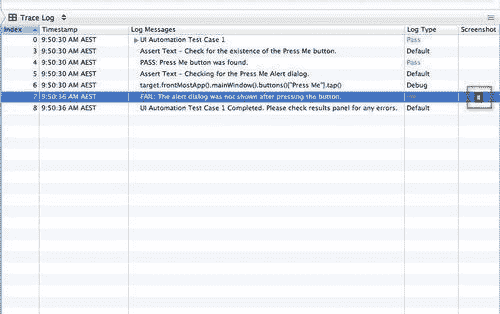 Trace Log
Index Timestamp Log Messages Log Type Screenshot
0 9:50:30 AM AEST UI Automation Test Case 1 Pass
3 9:50:30 AM AEST Assert Text – Check for the existence of the Press Me button. Default
4 9:50:30 AM AEST PASS: Press Me button was found. Pass
5 9:50:30 AM AEST Assert Text – Checking for the Press Me Alert dialog. Default
6 9:50:30 AM AEST target.frontMostApp().mainWindow().buttons()["Press Me"].tap() Debug
7 9:50:36 AM AEST FAIL: The alert dialog was not shown after pressing the button.
8 9:50:36 AM AEST UI Automation Test Case 1 Completed. Please check results panel for any errors. Default